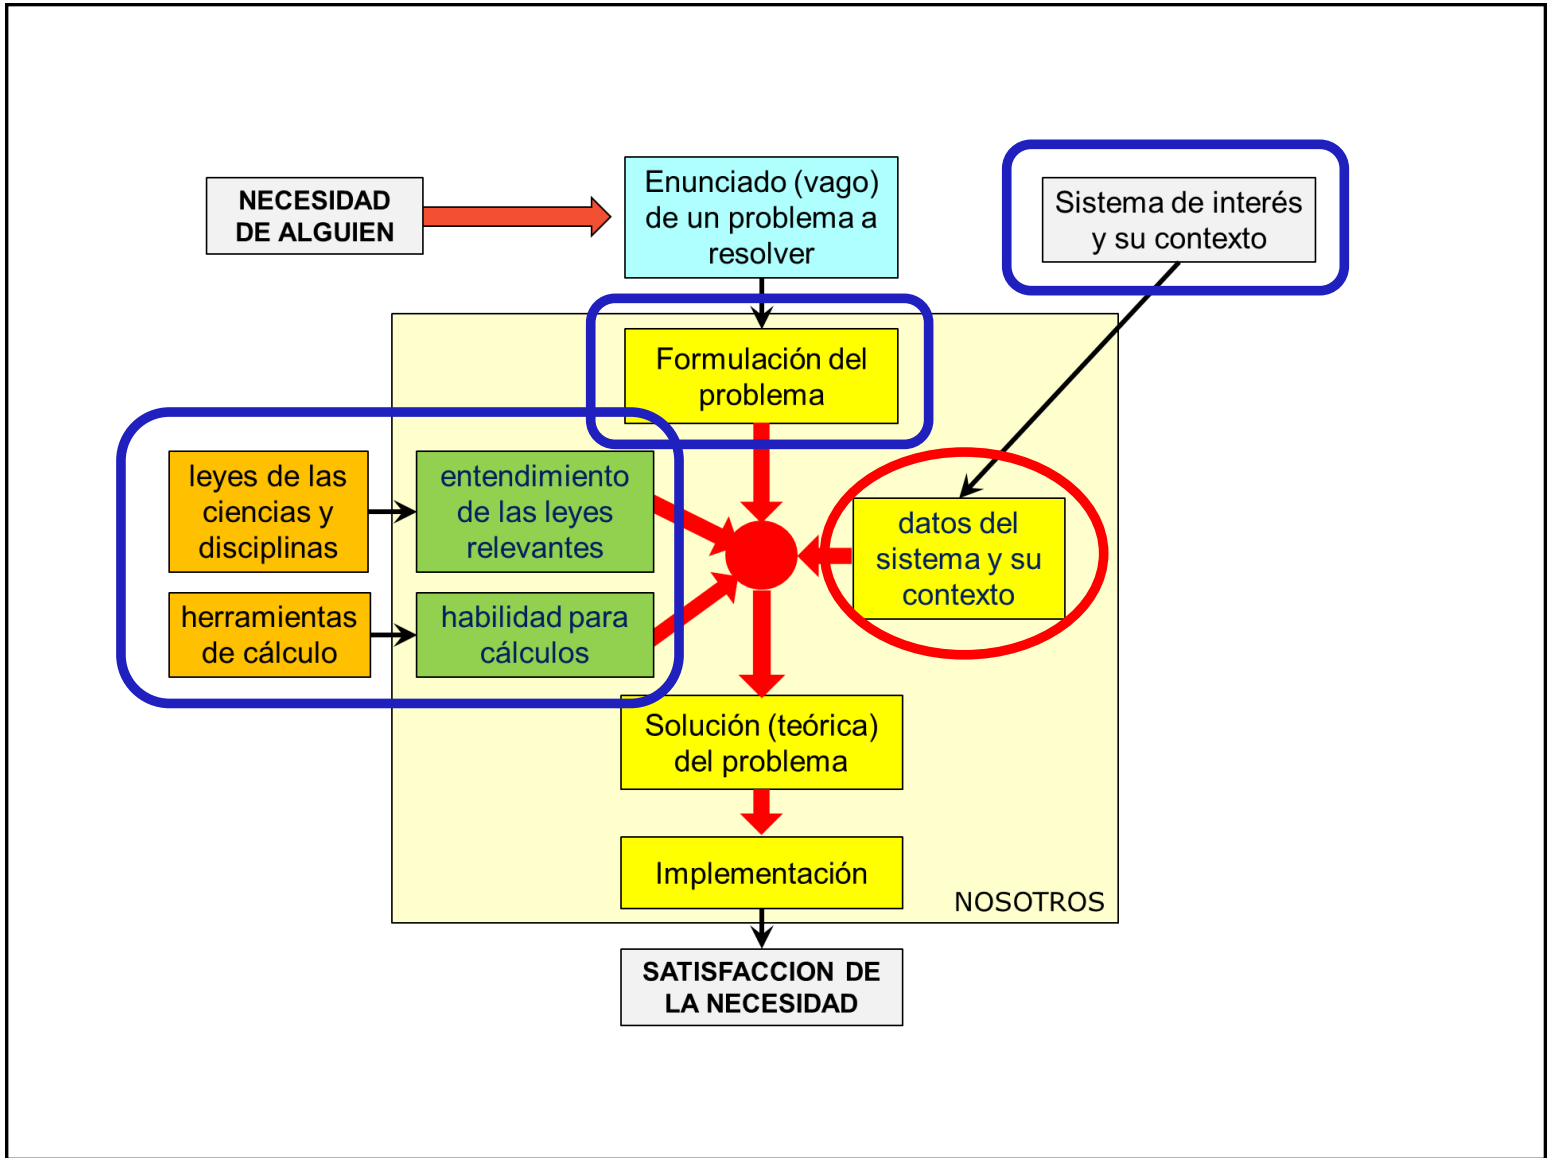 NECESIDAD
DE ALGUIEN
Enunciado (vago)
de un problema a
resolver
Sistema de interés
y su contexto
Formulación del
problema
leyes de las
ciencias y
disciplinas
entendimiento
de las leyes
relevantes
datos del
sistema y su
contexto
herramientas
de cálculo
habilidad para
cálculos
Solución (teórica)
del problema
Implementación
NOSOTROS
SATISFACCION DE
LA NECESIDAD